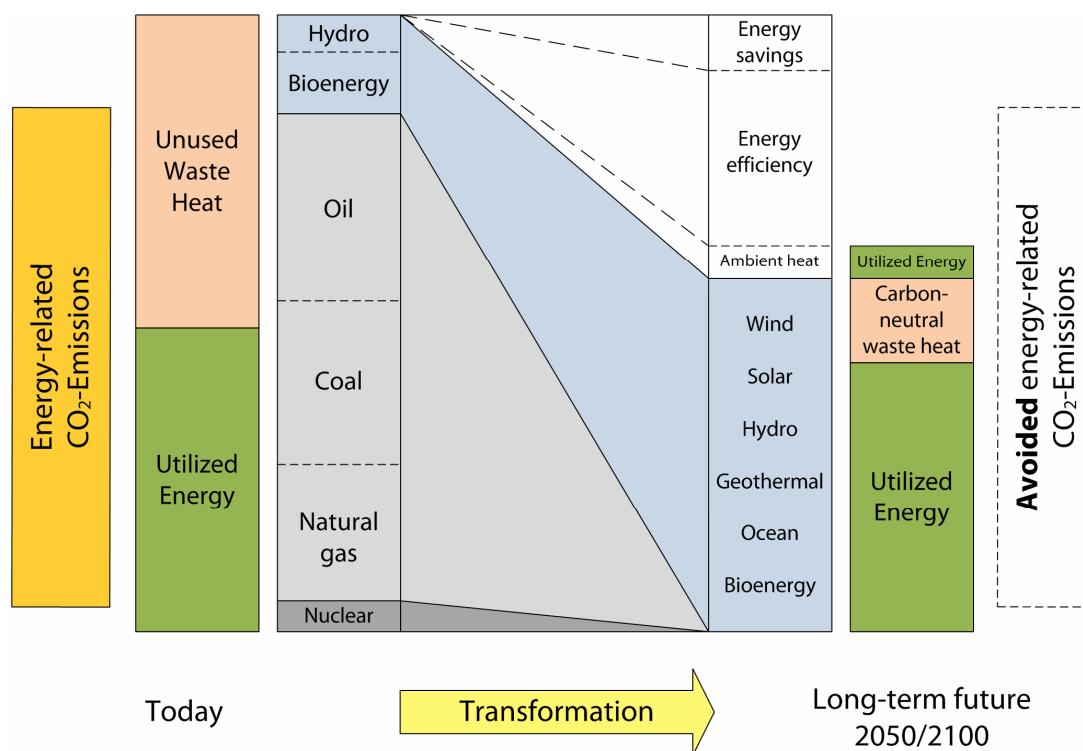 Energy-related
CO₂-Emissions
Unused
Waste
Heat
Utilized
Energy
Hydro
Bioenergy
Oil
Coal
Natural
gas
Nuclear
Energy
savings
Energy
efficiency
Ambient heat
Wind
Solar
Hydro
Geothermal
Ocean
Bioenergy
Utilized Energy
Carbon-
neutral
waste heat
Utilized
Energy
Avoided energy-related
CO₂-Emissions
Today
Transformation
Long-term future
2050/2100